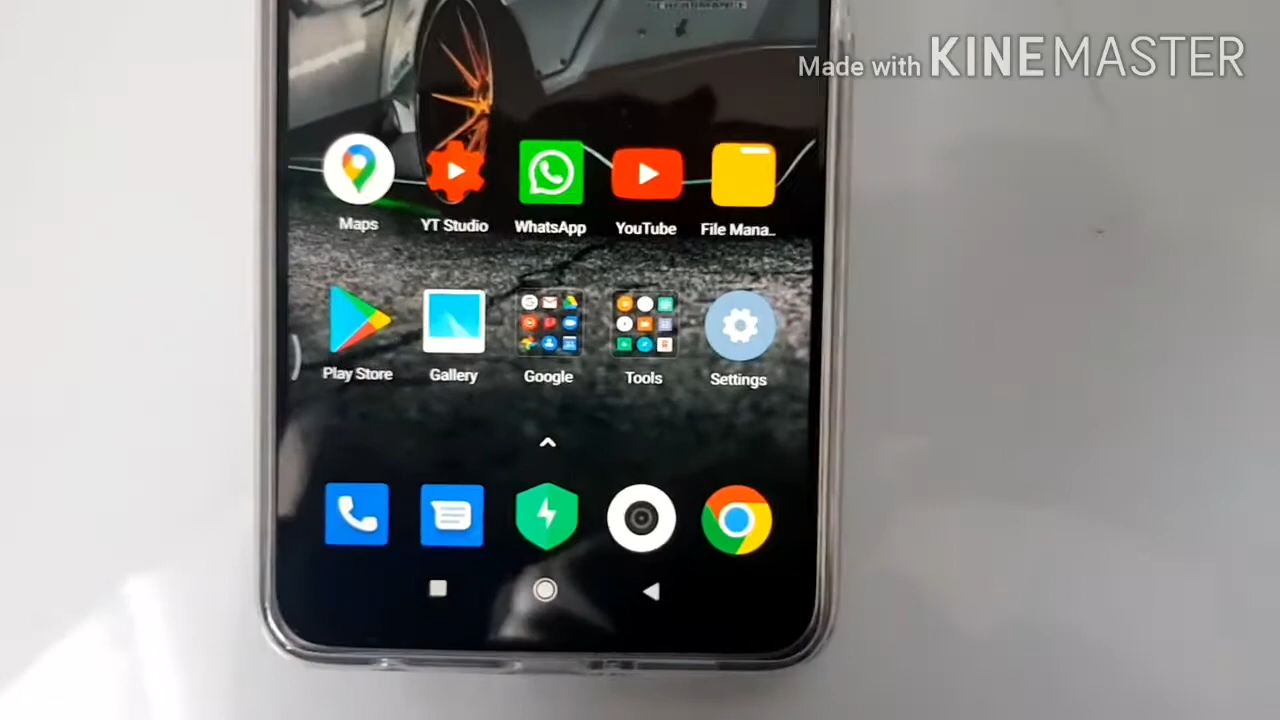 Made with KINEMASTER
Maps YT Studio WhatsApp YouTube File Mana..
Play Store Gallery Google Tools Settings